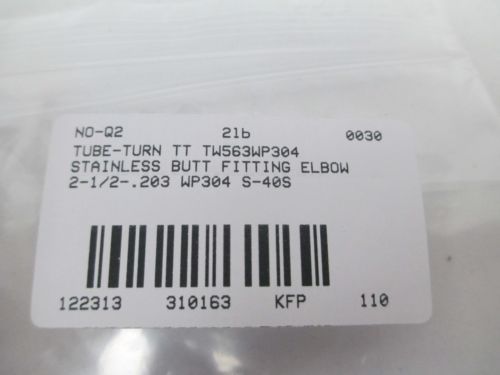 NO-Q2 2lb 0030
TUBE-TURN TT TW563WP304
STAINLESS BUTT FITTING ELBOW
2-1/2-.203 WP304 S-40S
122313 310163 KFP 110